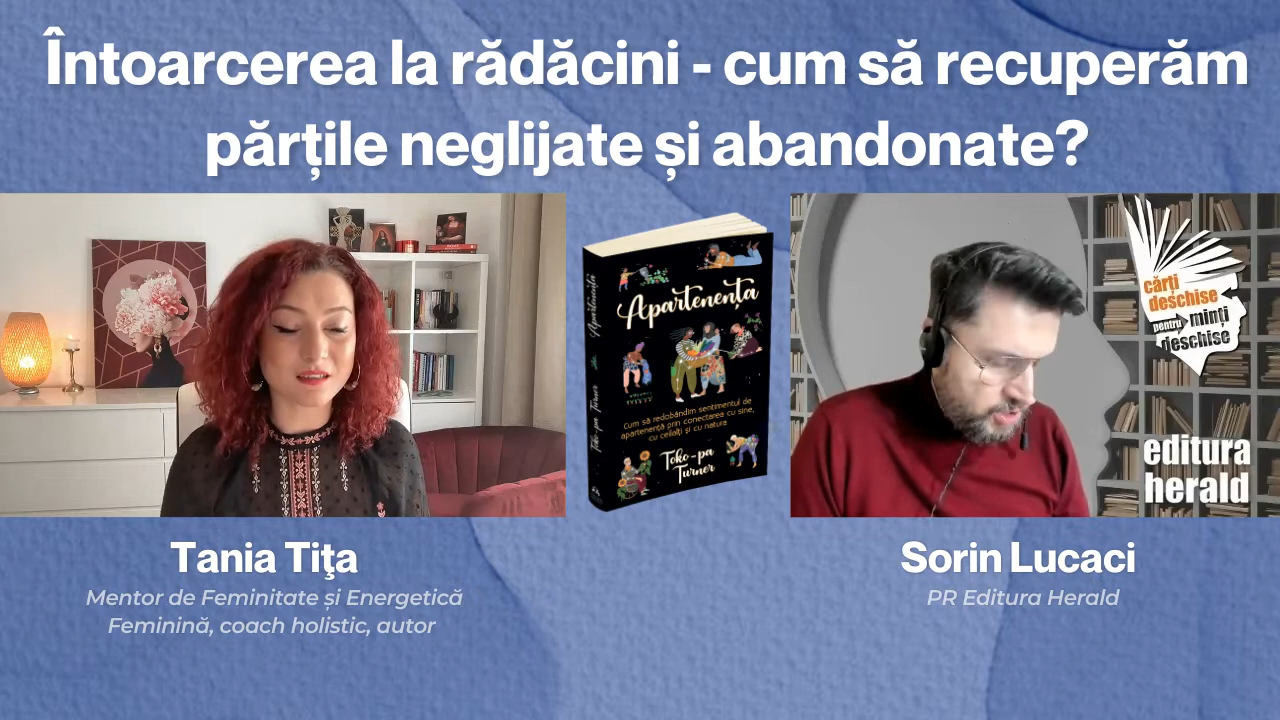 Întoarcerea la rădăcini - cum să recuperăm
părțile neglijate și abandonate?
Apartenența
Toko-pa Turner
Apartenența
Cum să redobândim sentimentul de
apartenență prin conectarea cu sine,
cu ceilalți și cu natura
Toko-pa
Turner
cărți
deschise
pentru minți
deschise
editura
herald
Tania Tiţa
Mentor de Feminitate și Energetică
Feminină, coach holistic, autor
Sorin Lucaci
PR Editura Herald